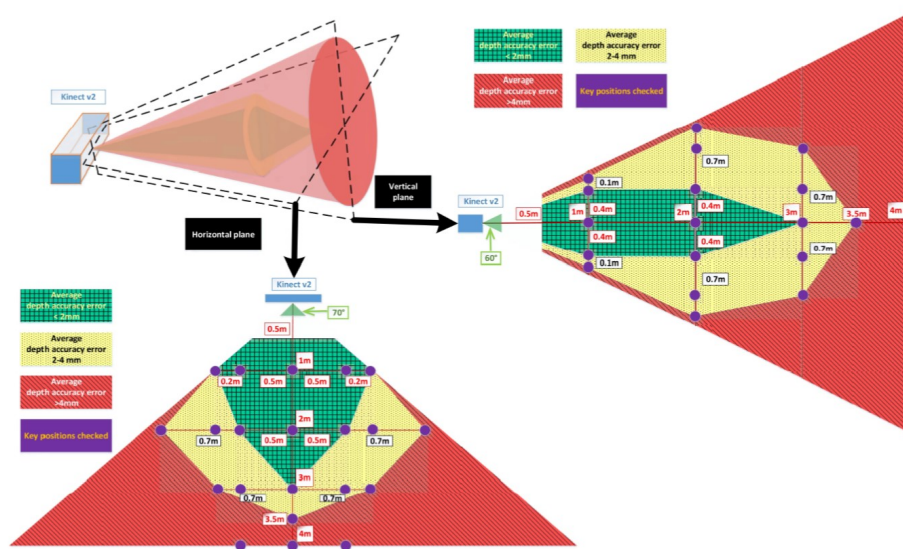 Kinect v2
Vertical
plane
Horizontal
plane
Average
depth accuracy error
< 2mm
Average
depth accuracy error
2-4 mm
Average
depth accuracy error
>4mm
Key positions checked
Kinect v2
60°
0.5m
1m
2m
3m
3.5m
4m
0.1m
0.4m
0.4m
0.1m
0.7m
0.4m
0.4m
0.7m
0.7m
0.7m
Kinect v2
70°
0.5m
1m
0.2m
0.5m
0.5m
0.2m
2m
0.7m
0.5m
0.5m
0.7m
3m
0.7m
0.7m
3.5m
4m
Average
depth accuracy error
< 2mm
Average
depth accuracy error
2-4 mm
Average
depth accuracy error
>4mm
Key positions checked